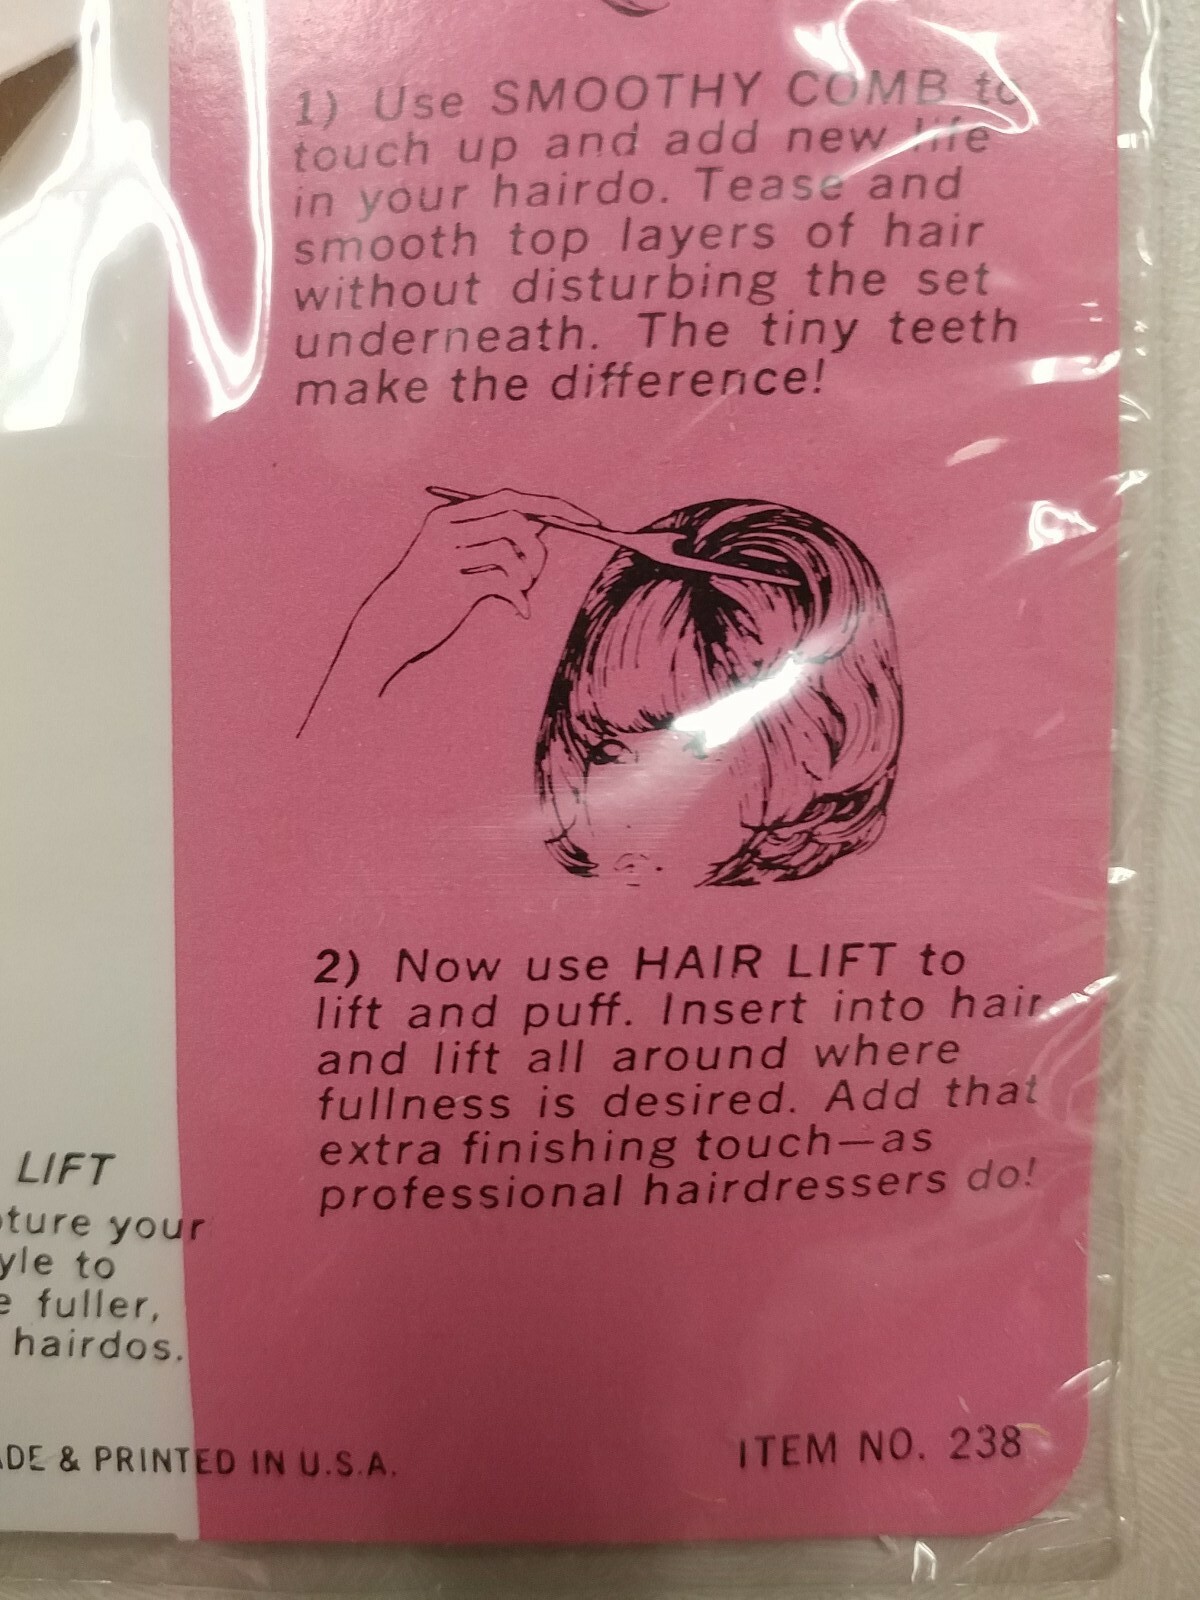 1) Use SMOOTHY COMB to
touch up and add new life
in your hairdo. Tease and
smooth top layers of hair
without disturbing the set
underneath. The tiny teeth
make the difference!
2) Now use HAIR LIFT to
lift and puff. Insert into hair
and lift all around where
fullness is desired. Add that
extra finishing touch—as
professional hairdressers do!
LIFT
your
to
fuller,
hairdos.
& PRINTED IN U.S.A.
ITEM NO. 238